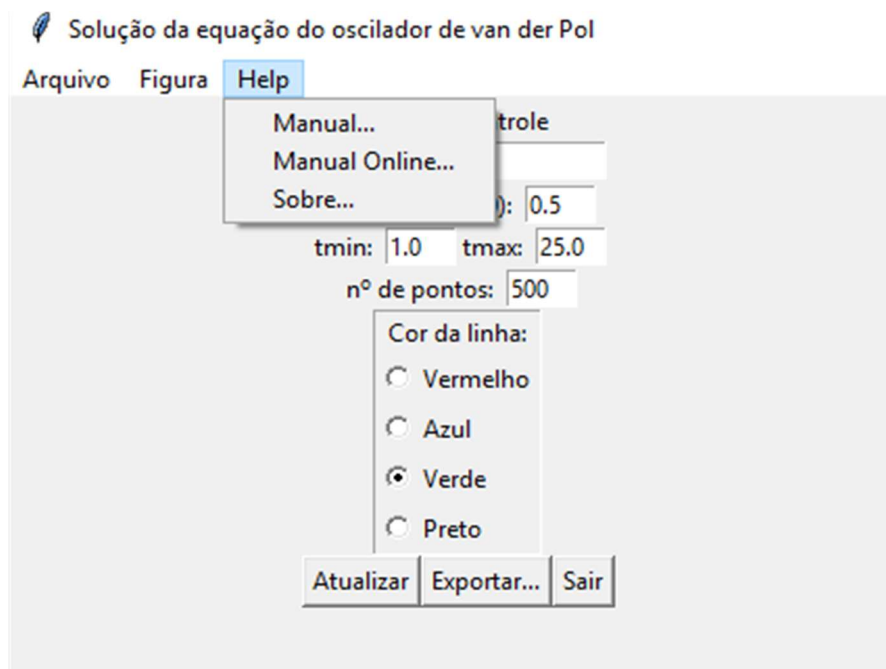 Solução da equação do oscilador de van der Pol
Arquivo Figura Help
Manual...
Manual Online...
Sobre...
trole
): 0.5
tmin: 1.0 tmax: 25.0
nº de pontos: 500
Cor da linha:
Vermelho
Azul
Verde
Preto
Atualizar Exportar... Sair